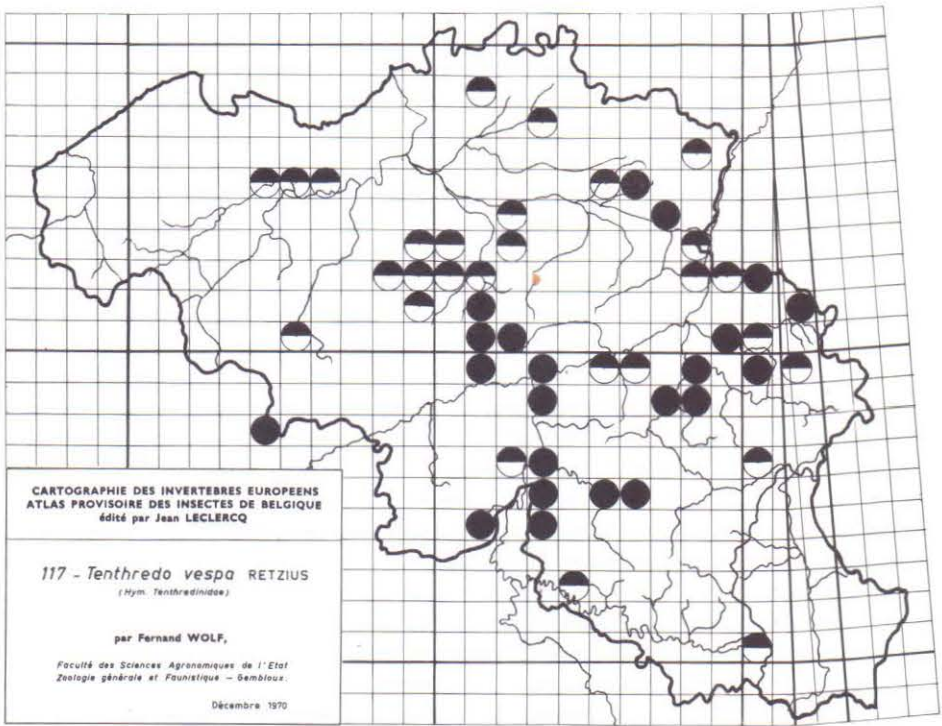 CARTOGRAPHIE DES INVERTEBRES EUROPEENS
ATLAS PROVISOIRE DES INSECTES DE BELGIQUE
édité par Jean LECLERCQ
117 - Tenthredo vespa RETZIUS
(Hym. Tenthredinidae)
par Fernand WOLF,
Faculté des Sciences Agronomiques de l'Etat
Zoologie générale et Faunistique - Gembloux.
Décembre 1970